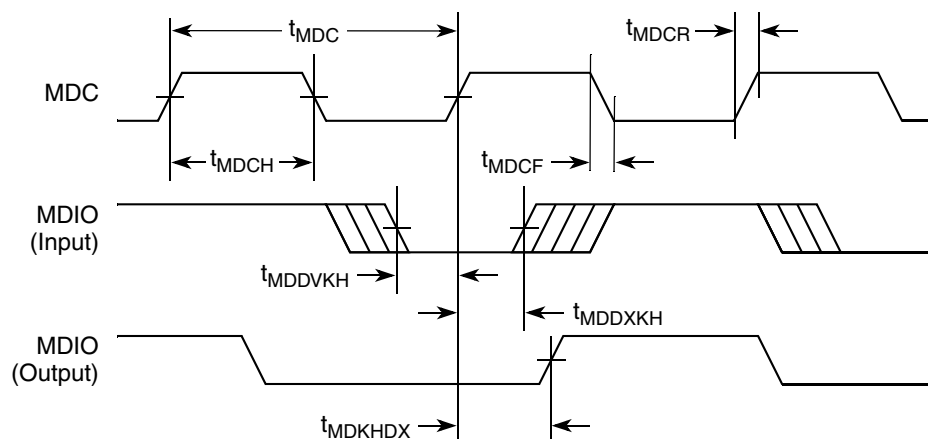 tMDC
tMDCR
MDC
tMDCH
tMDCF
MDIO
(Input)
tMDDVKH
tMDDXKH
MDIO
(Output)
tMDKHDX